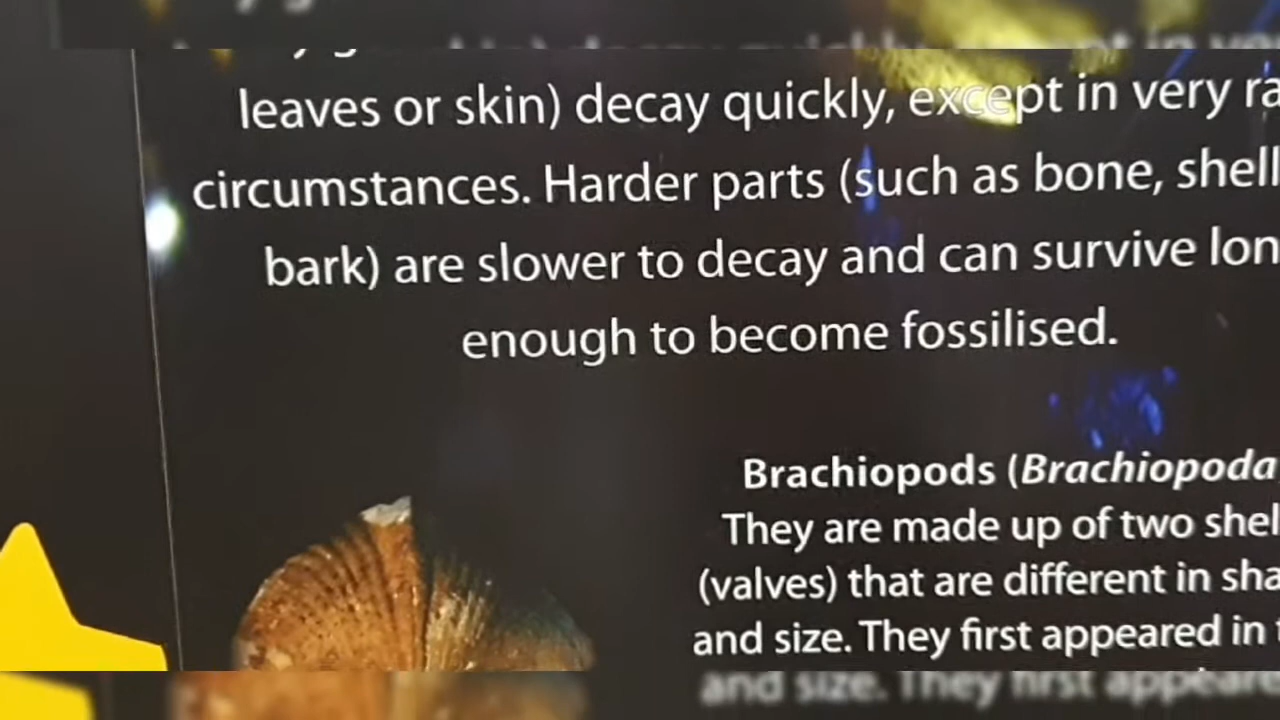 leaves or skin) decay quickly, except in very ra
circumstances. Harder parts (such as bone, shell
bark) are slower to decay and can survive lon
enough to become fossilised.
Brachiopods (Brachiopoda
They are made up of two shel
(valves) that are different in sha
and size. They first appeared in t